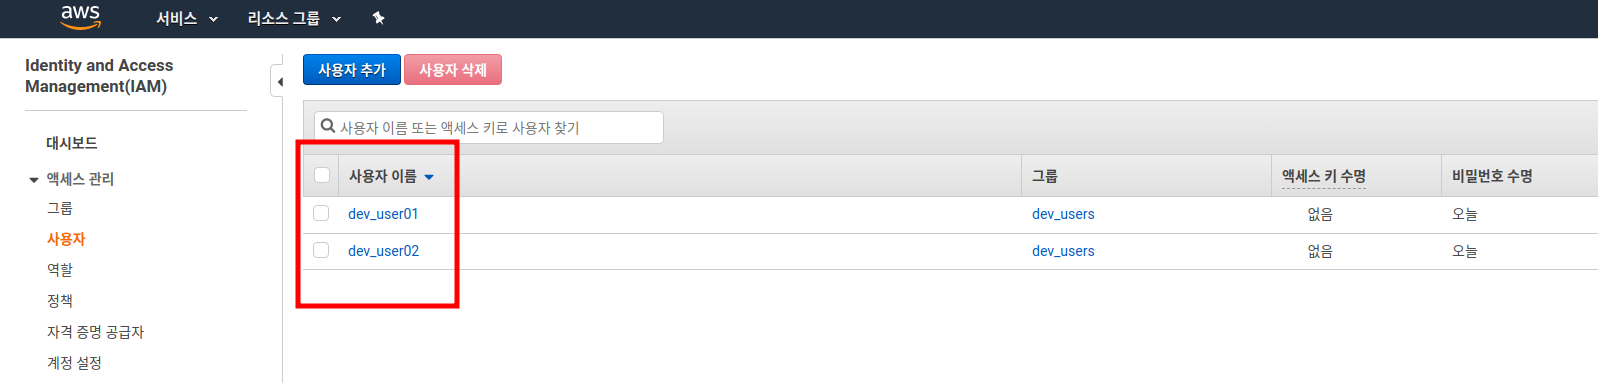 aws 서비스 리소스 그룹
Identity and Access
Management(IAM)
대시보드
액세스 관리
그룹
사용자
역할
정책
자격 증명 공급자
계정 설정
사용자 추가 사용자 삭제
사용자 이름 또는 액세스 키로 사용자 찾기
사용자 이름 그룹 액세스 키 수명 비밀번호 수명
dev_user01 dev_users 없음 오늘
dev_user02 dev_users 없음 오늘